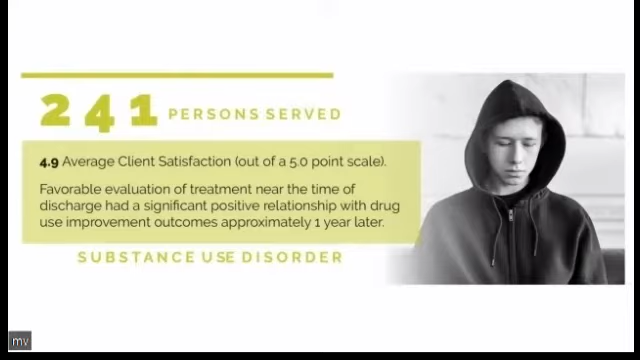 241 PERSONS SERVED
4.9 Average Client Satisfaction (out of a 5.0 point scale).
Favorable evaluation of treatment near the time of
discharge had a significant positive relationship with drug
use improvement outcomes approximately 1 year later.
SUBSTANCE USE DISORDER
mv